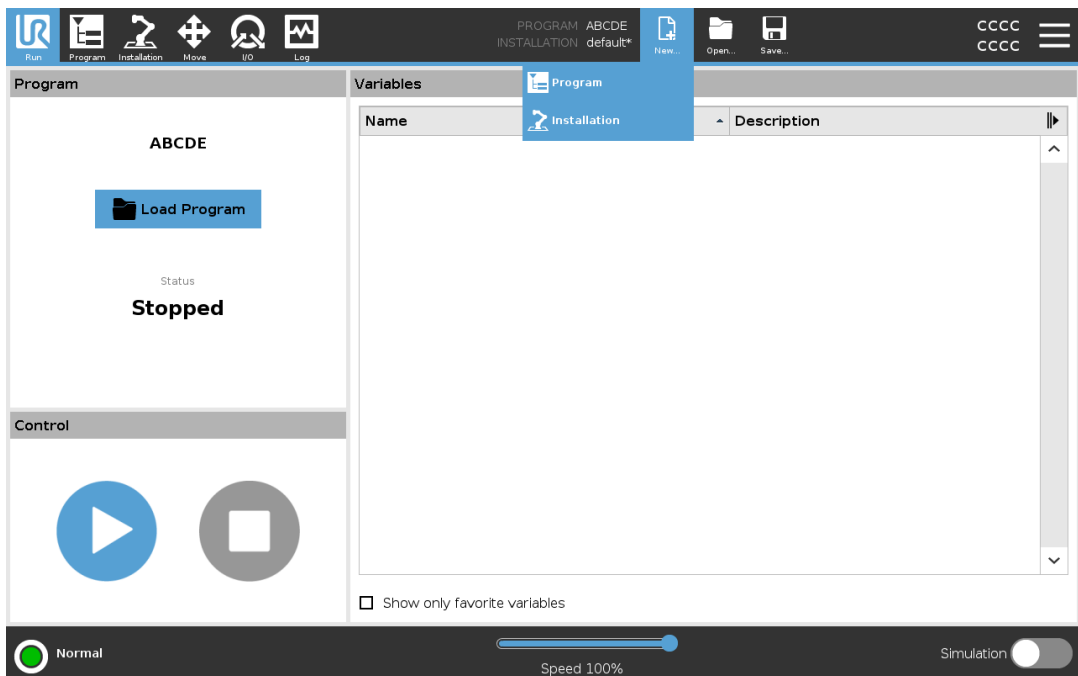 Run Program Installation Move I/O Log
PROGRAM ABCDE
INSTALLATION default*
New... Open... Save...
CCCC
CCCC
Program
Variables
Program
Installation
Name
Description
ABCDE
Load Program
Status
Stopped
Control
Show only favorite variables
Normal
Speed 100%
Simulation